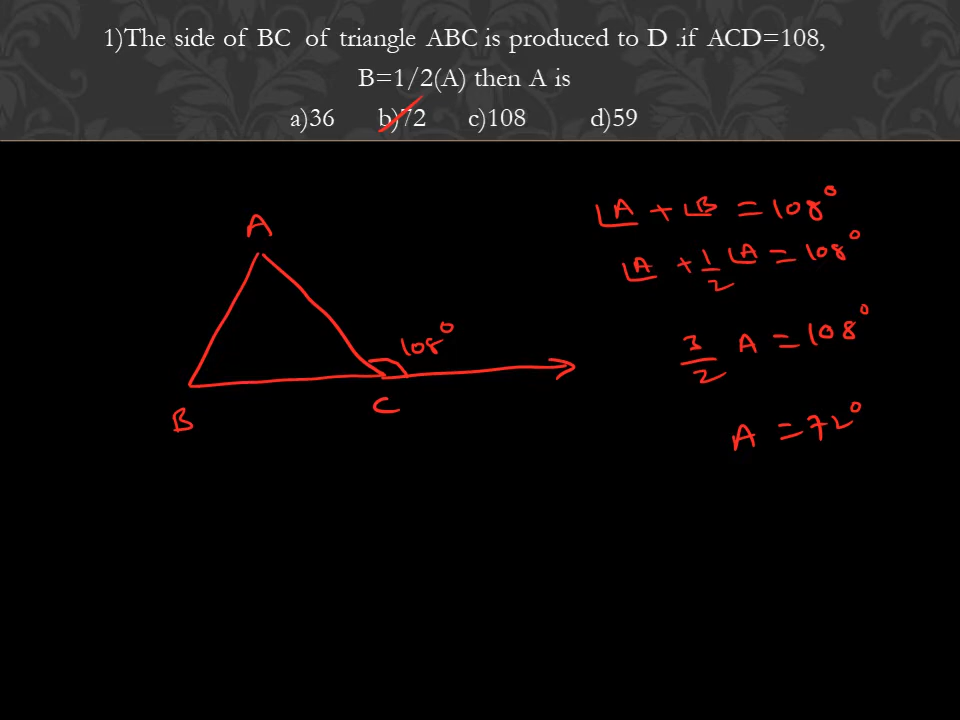 1)The side of BC of triangle ABC is produced to D .if ACD=108,
B=1/2(A) then A is
a)36 b)72 c)108 d)59
A
108°
B
C
∠A + ∠B = 108°
∠A + 1/2 ∠A = 108°
3/2 A = 108°
A = 72°